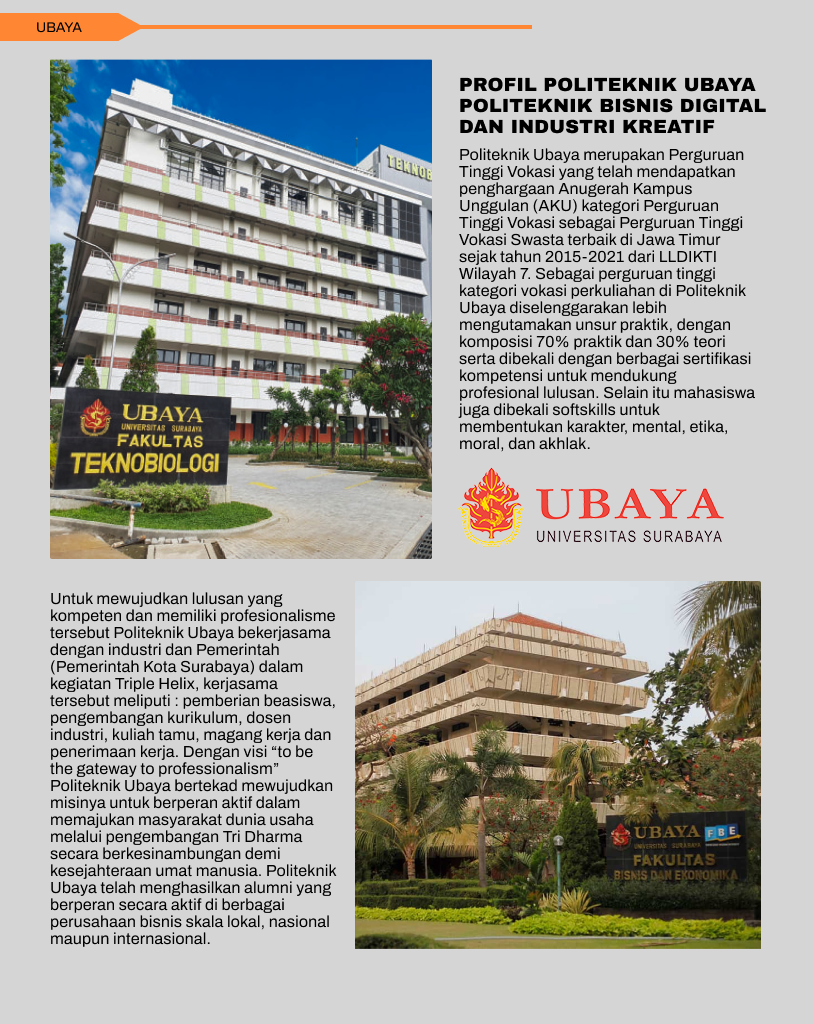 UBAYA
TEKNOB
UBAYA
UNIVERSITAS SURABAYA
FAKULTAS
TEKNOBIOLOGI
PROFIL POLITEKNIK UBAYA
POLITEKNIK BISNIS DIGITAL
DAN INDUSTRI KREATIF
Politeknik Ubaya merupakan Perguruan
Tinggi Vokasi yang telah mendapatkan
penghargaan Anugerah Kampus
Unggulan (AKU) kategori Perguruan
Tinggi Vokasi sebagai Perguruan Tinggi
Vokasi Swasta terbaik di Jawa Timur
sejak tahun 2015-2021 dari LLDIKTI
Wilayah 7. Sebagai perguruan tinggi
kategori vokasi perkuliahan di Politeknik
Ubaya diselenggarakan lebih
mengutamakan unsur praktik, dengan
komposisi 70% praktik dan 30% teori
serta dibekali dengan berbagai sertifikasi
kompetensi untuk mendukung
profesional lulusan. Selain itu mahasiswa
juga dibekali softskills untuk
membentukan karakter, mental, etika,
moral, dan akhlak.
UBAYA
UNIVERSITAS SURABAYA
Untuk mewujudkan lulusan yang
kompeten dan memiliki profesionalisme
tersebut Politeknik Ubaya bekerjasama
dengan industri dan Pemerintah
(Pemerintah Kota Surabaya) dalam
kegiatan Triple Helix, kerjasama
tersebut meliputi : pemberian beasiswa,
pengembangan kurikulum, dosen
industri, kuliah tamu, magang kerja dan
penerimaan kerja. Dengan visi “to be
the gateway to professionalism”
Politeknik Ubaya bertekad mewujudkan
misinya untuk berperan aktif dalam
memajukan masyarakat dunia usaha
melalui pengembangan Tri Dharma
secara berkesinambungan demi
kesejahteraan umat manusia. Politeknik
Ubaya telah menghasilkan alumni yang
berperan secara aktif di berbagai
perusahaan bisnis skala lokal, nasional
maupun internasional.
UBAYA FBE
UNIVERSITAS SURABAYA
FAKULTAS
BISNIS DAN EKONOMIKA